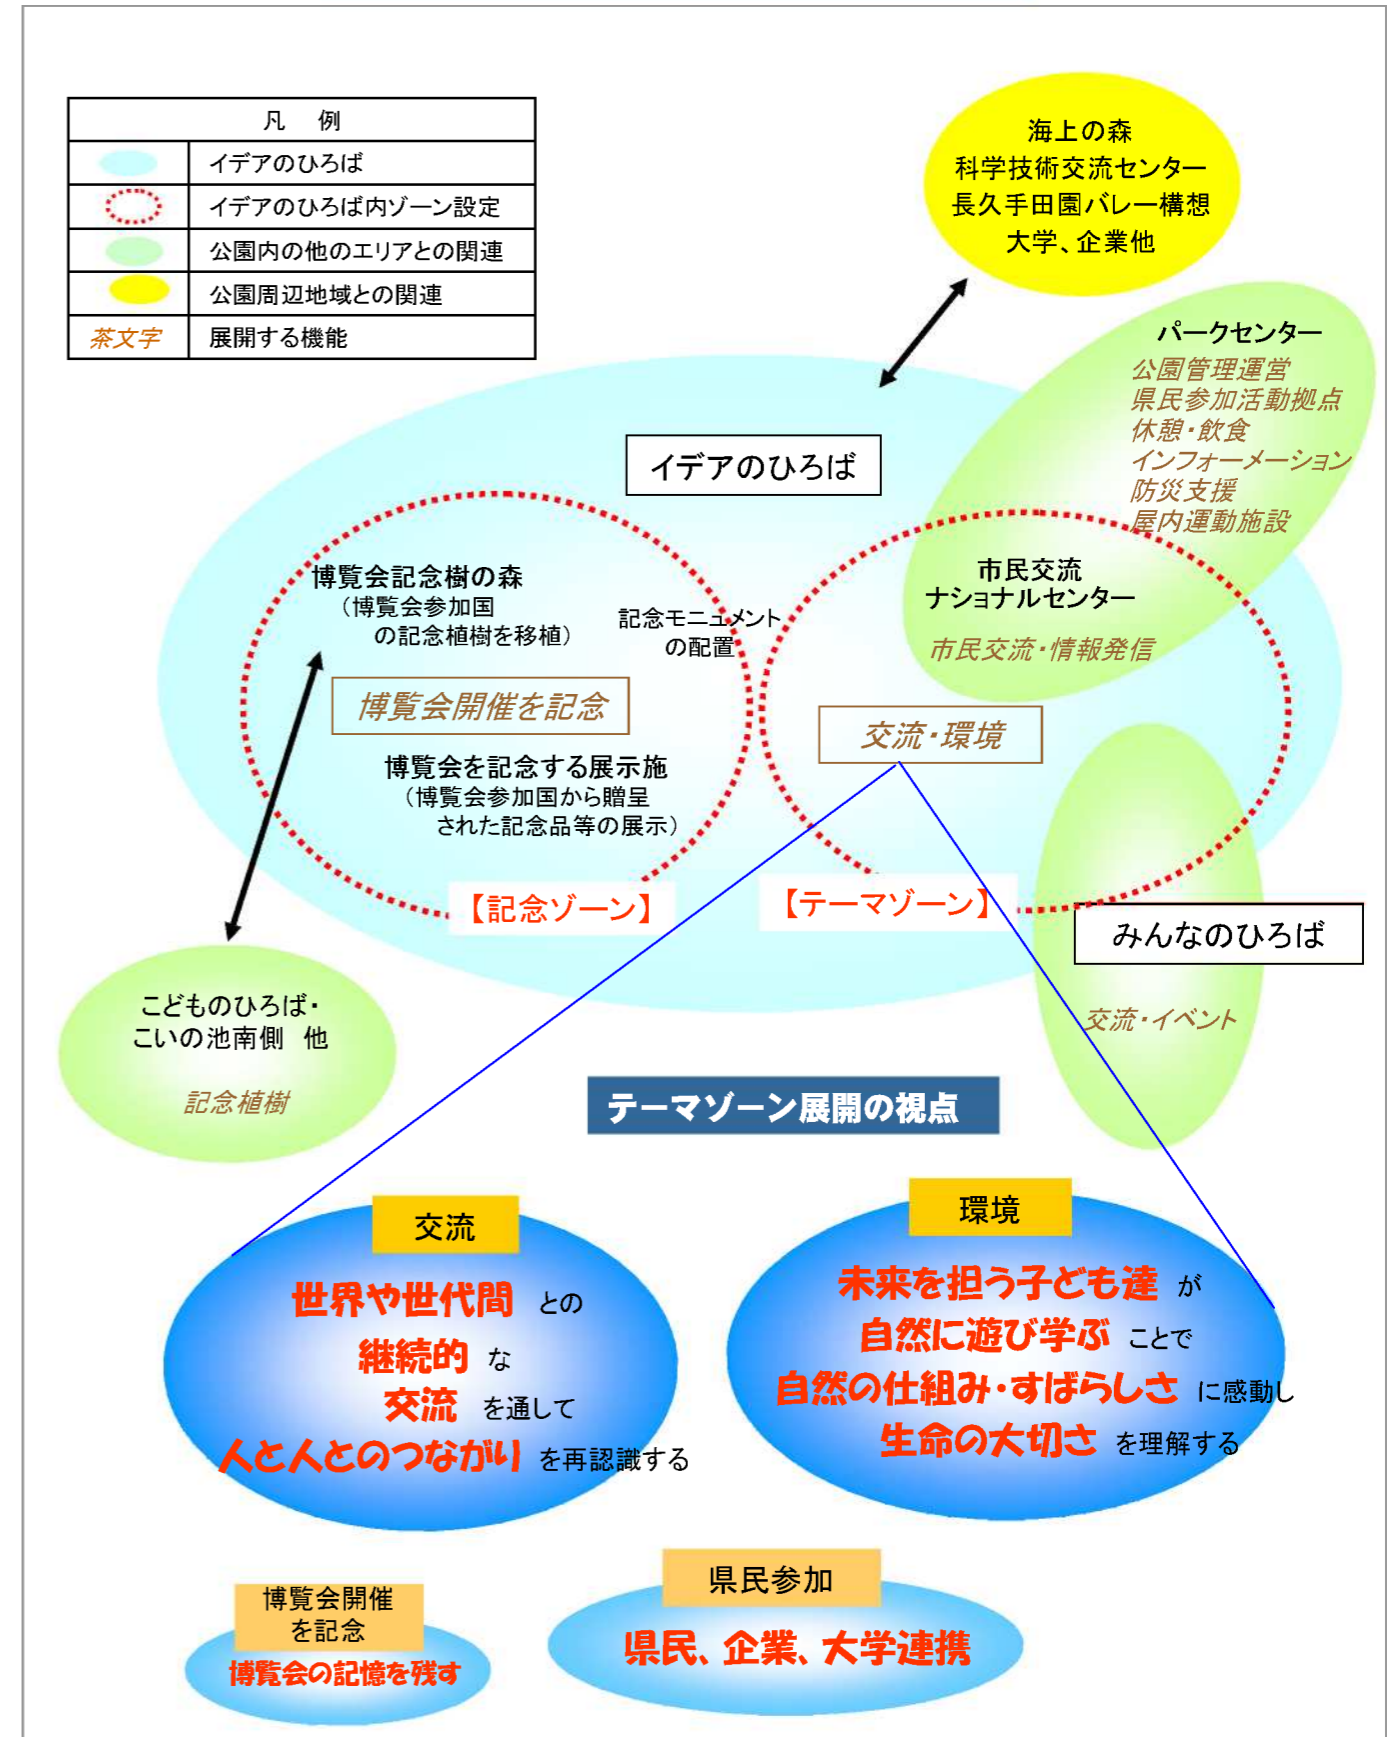 凡 例
イデアのひろば
イデアのひろば内ゾーン設定
公園内の他のエリアとの関連
公園周辺地域との関連
茶文字 展開する機能
海上の森
科学技術交流センター
長久手田園バレー構想
大学、企業他
パークセンター
公園管理運営
県民参加活動拠点
休憩・飲食
インフォーメーション
防災支援
屋内運動施設
イデアのひろば
博覧会記念樹の森
（博覧会参加国
の記念植樹を移植）
記念モニュメント
の配置
市民交流
ナショナルセンター
市民交流・情報発信
博覧会開催を記念
交流・環境
博覧会を記念する展示施
（博覧会参加国から贈呈
された記念品等の展示）
【記念ゾーン】
【テーマゾーン】
みんなのひろば
交流・イベント
こどものひろば・
こいの池南側 他
記念植樹
テーマゾーン展開の視点
交流
世界や世代間 との
継続的 な
交流 を通して
人と人とのつながり を再認識する
環境
未来を担う子ども達 が
自然に遊び学ぶ ことで
自然の仕組み・すばらしさ に感動し
生命の大切さ を理解する
博覧会開催
を記念
博覧会の記憶を残す
県民参加
県民、企業、大学連携